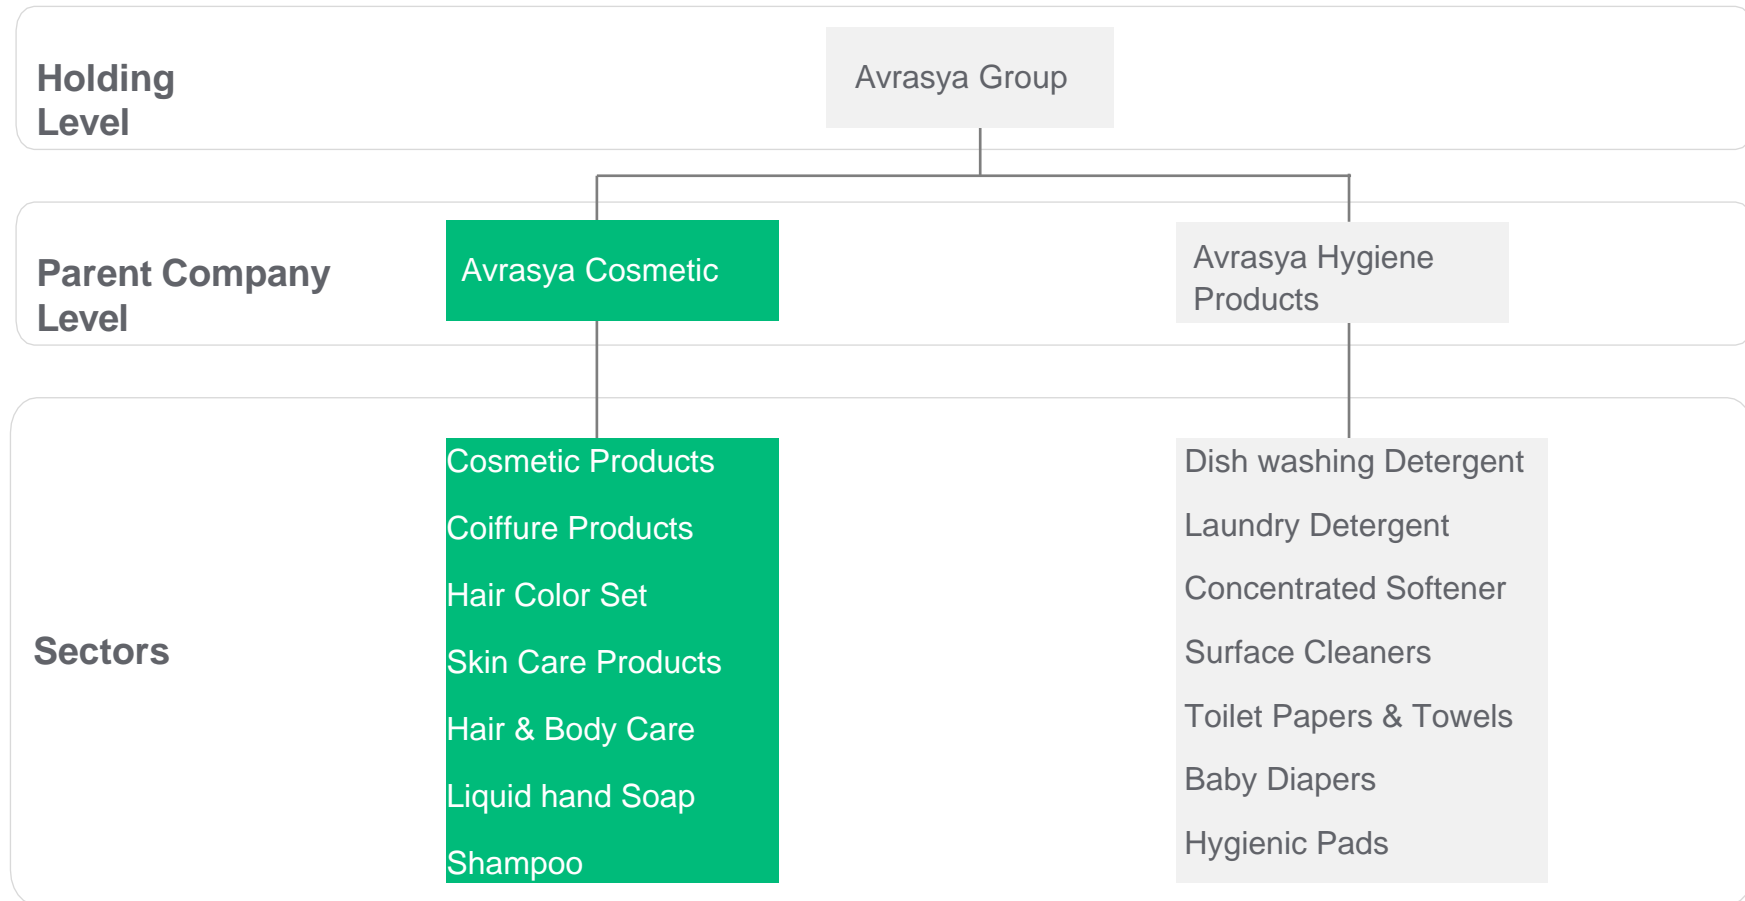 Holding
Level
Avrasya Group
Parent Company
Level
Avrasya Cosmetic
Avrasya Hygiene
Products
Sectors
Cosmetic Products
Coiffure Products
Hair Color Set
Skin Care Products
Hair & Body Care
Liquid hand Soap
Shampoo
Dish washing Detergent
Laundry Detergent
Concentrated Softener
Surface Cleaners
Toilet Papers & Towels
Baby Diapers
Hygienic Pads